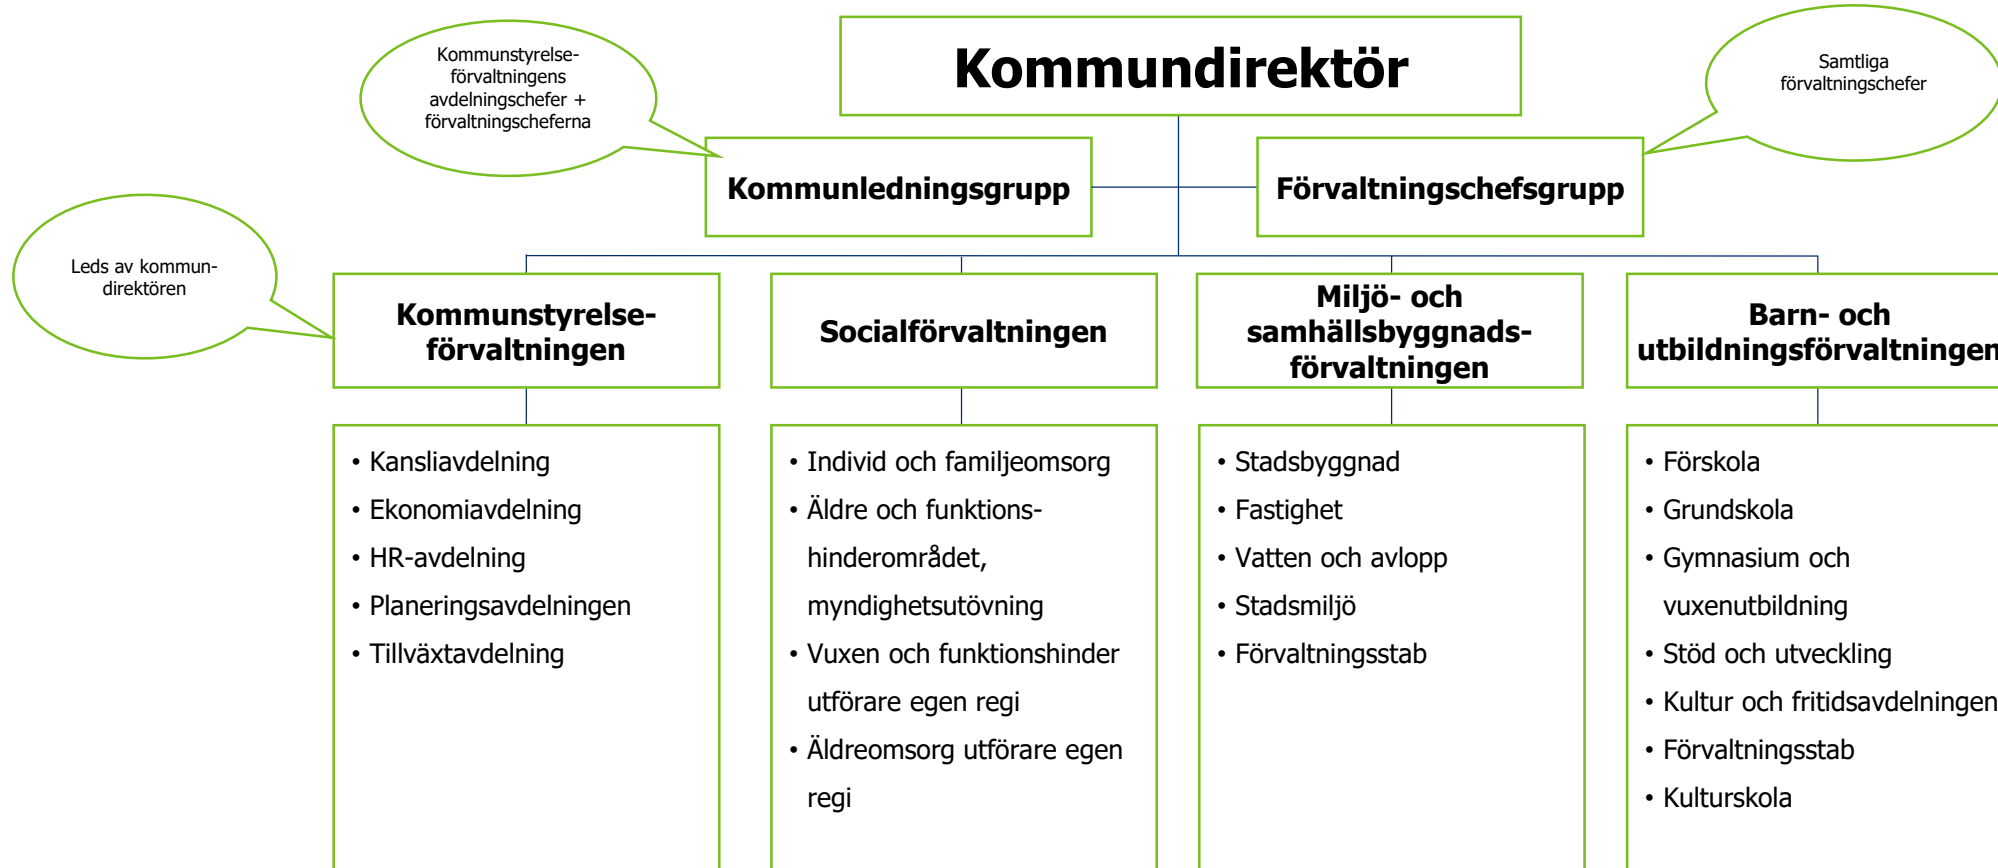 Kommundirektör
Kommunstyrelse-
förvaltningens
avdelningschefer +
förvaltningscheferna
Samtliga
förvaltningschefer
Kommunledningsgrupp
Förvaltningschefsgrupp
Leds av kommun-
direktören
Kommunstyrelse-
förvaltningen
Socialförvaltningen
Miljö- och
samhällsbyggnads-
förvaltningen
Barn- och
utbildningsförvaltningen
• Kansliavdelning
• Ekonomiavdelning
• HR-avdelning
• Planeringsavdelningen
• Tillväxtavdelning
• Individ och familjeomsorg
• Äldre och funktions-
hinderområdet,
myndighetsutövning
• Vuxen och funktionshinder
utförare egen regi
• Äldreomsorg utförare egen
regi
• Stadsbyggnad
• Fastighet
• Vatten och avlopp
• Stadsmiljö
• Förvaltningsstab
• Förskola
• Grundskola
• Gymnasium och
vuxenutbildning
• Stöd och utveckling
• Kultur och fritidsavdelningen
• Förvaltningsstab
• Kulturskola